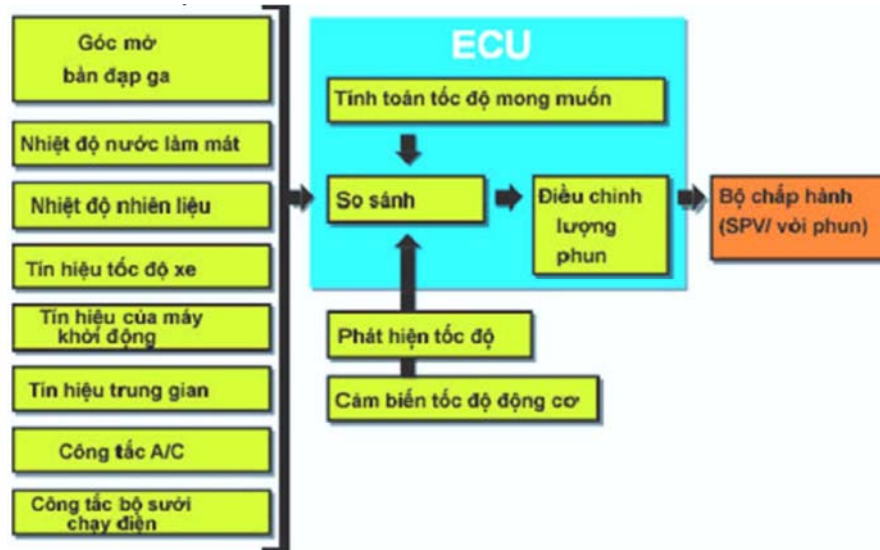 Góc mở
bàn đạp ga
Nhiệt độ nước làm mát
Nhiệt độ nhiên liệu
Tín hiệu tốc độ xe
Tín hiệu của máy
khởi động
Tín hiệu trung gian
Công tắc A/C
Công tắc bộ sưởi
chạy điện
ECU
Tính toán tốc độ mong muốn
So sánh
Điều chỉnh
lượng
phun
Phát hiện tốc độ
Cảm biến tốc độ động cơ
Bộ chấp hành
(SPV/ vòi phun)